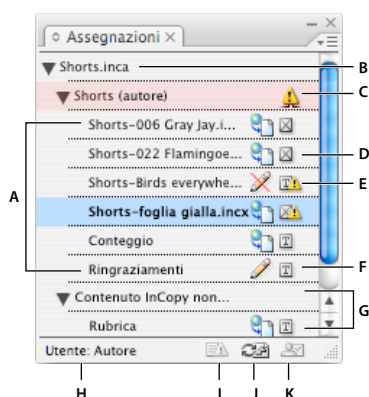 Assegnazioni
Shorts.inca B
Shorts (autore) C
Shorts-006 Gray Jay.i...
Shorts-022 Flamingoe... D
Shorts-Birds everywhe... T E
A
Shorts-foglia gialla.incx
Conteggio T
Ringraziamenti T F
Contenuto InCopy non... G
Rubrica T
Utente: Autore
H I J K